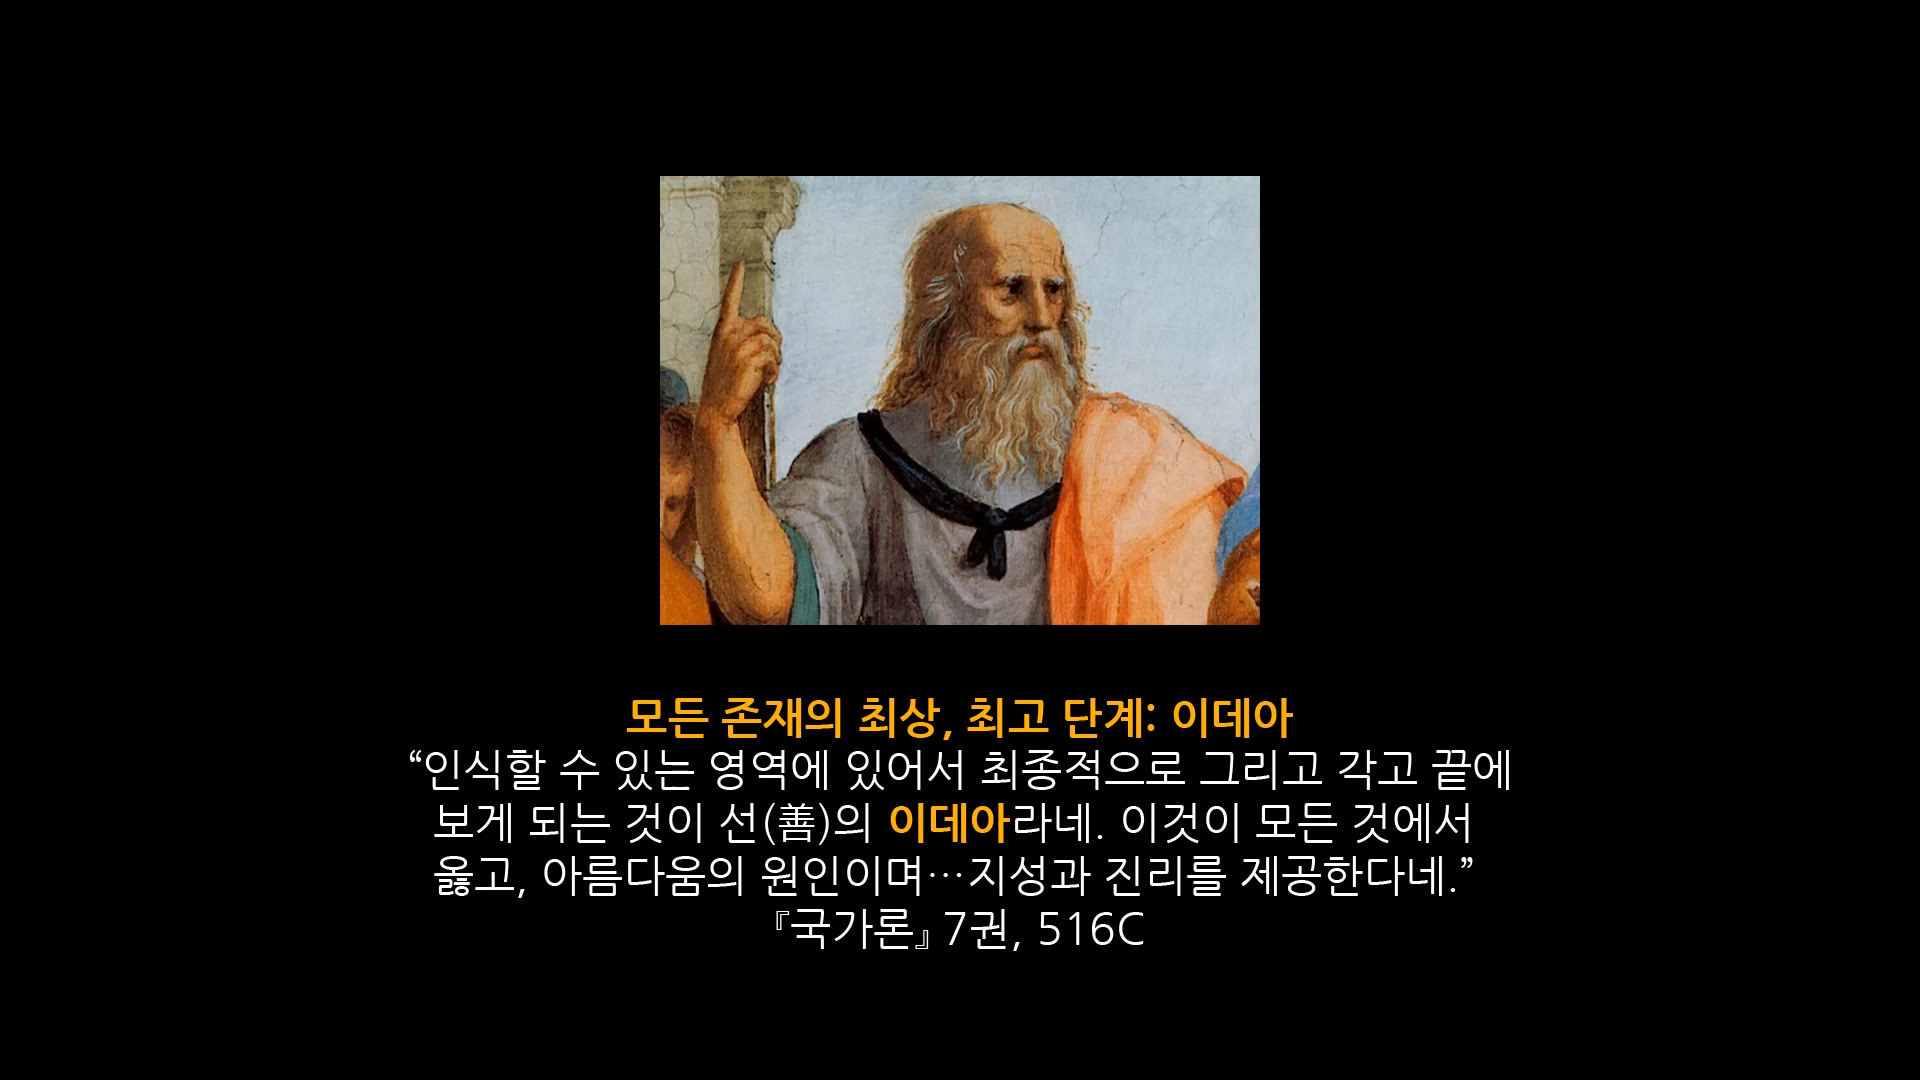 모든 존재의 최상, 최고 단계: 이데아
“인식할 수 있는 영역에 있어서 최종적으로 그리고 각고 끝에
보게 되는 것이 선(善)의 이데아라네. 이것이 모든 것에서
옳고, 아름다움의 원인이며…지성과 진리를 제공한다네.”
『국가론』 7권, 516C